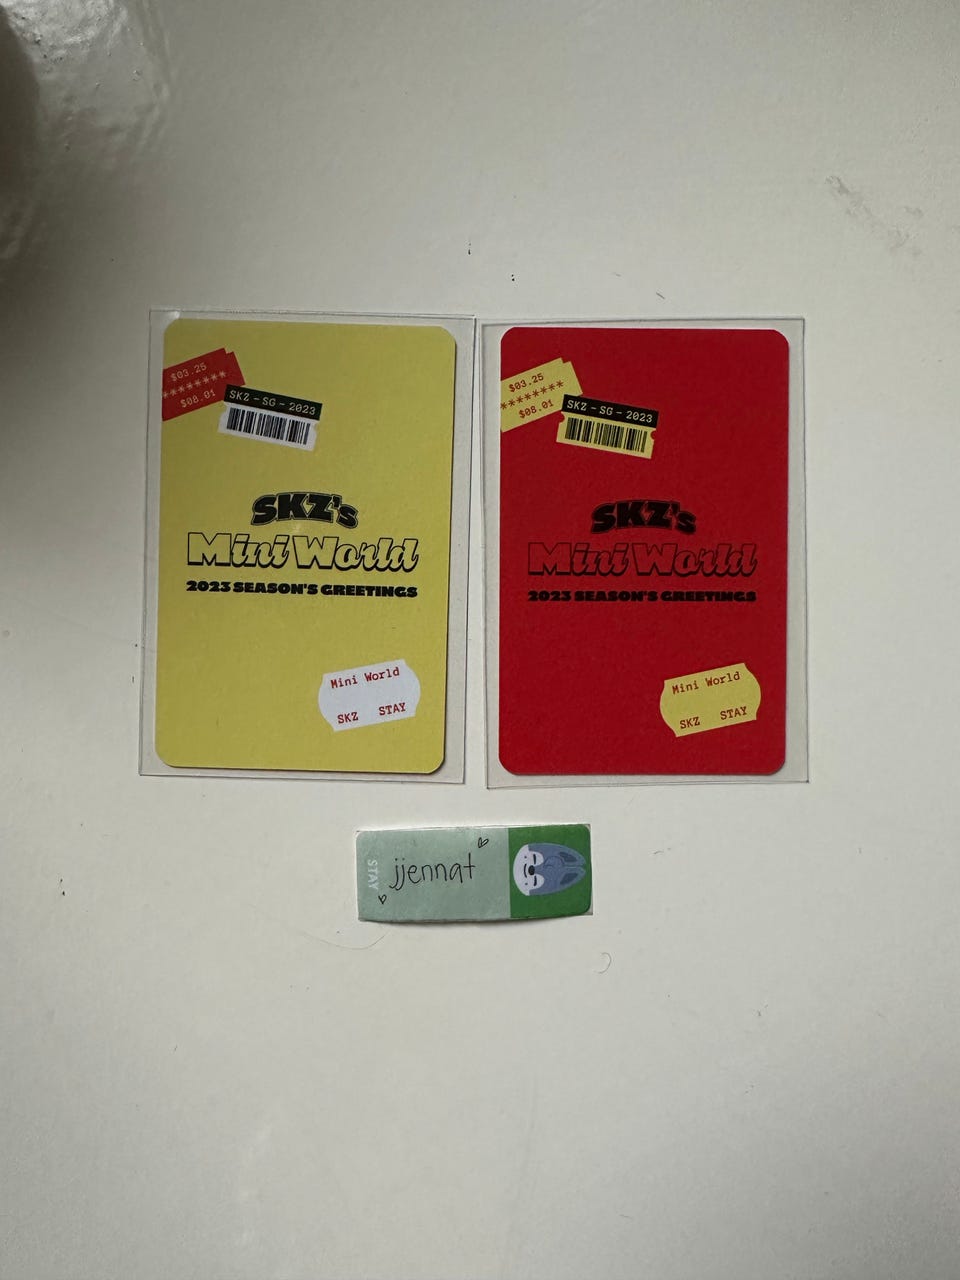 $03.25
********
$08.01
SKZ - SG - 2023
SKZ's
Mini World
2023 SEASON'S GREETINGS
Mini World
SKZ STAY
$03.25
********
$08.01
SKZ - SG - 2023
SKZ's
Mini World
2023 SEASON'S GREETINGS
Mini World
SKZ STAY
STAY
jjennat